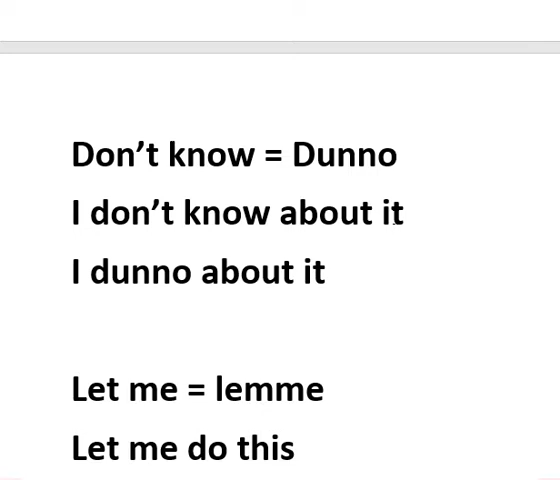 Don’t know = Dunno
I don’t know about it
I dunno about it
Let me = lemme
Let me do this